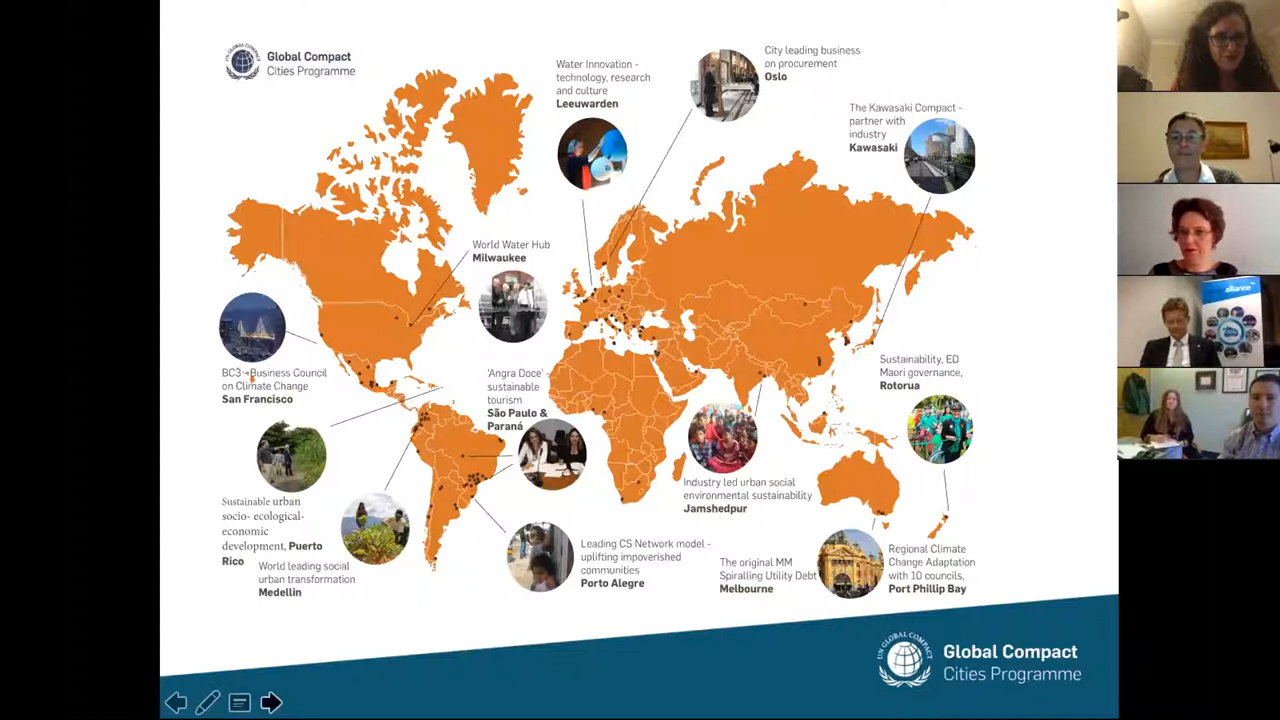 Global Compact
Cities Programme
Water Innovation -
technology, research
and culture
Leeuwarden
City leading business
on procurement
Oslo
The Kawasaki Compact -
partner with
industry
Kawasaki
World Water Hub
Milwaukee
BC3 - Business Council
on Climate Change
San Francisco
'Angra Doce' -
sustainable
tourism
São Paulo &
Paraná
Sustainability, ED
Maori governance,
Rotorua
Industry led urban social
environmental sustainability
Jamshedpur
Sustainable urban
socio- ecological-
economic
development, Puerto
Rico
World leading social
urban transformation
Medellin
Leading CS Network model -
uplifting impoverished
communities
Porto Alegre
The original MM
Spiralling Utility Debt
Melbourne
Regional Climate
Change Adaptation
with 10 councils,
Port Phillip Bay
UN GLOBAL COMPACT
Global Compact
Cities Programme
alliance